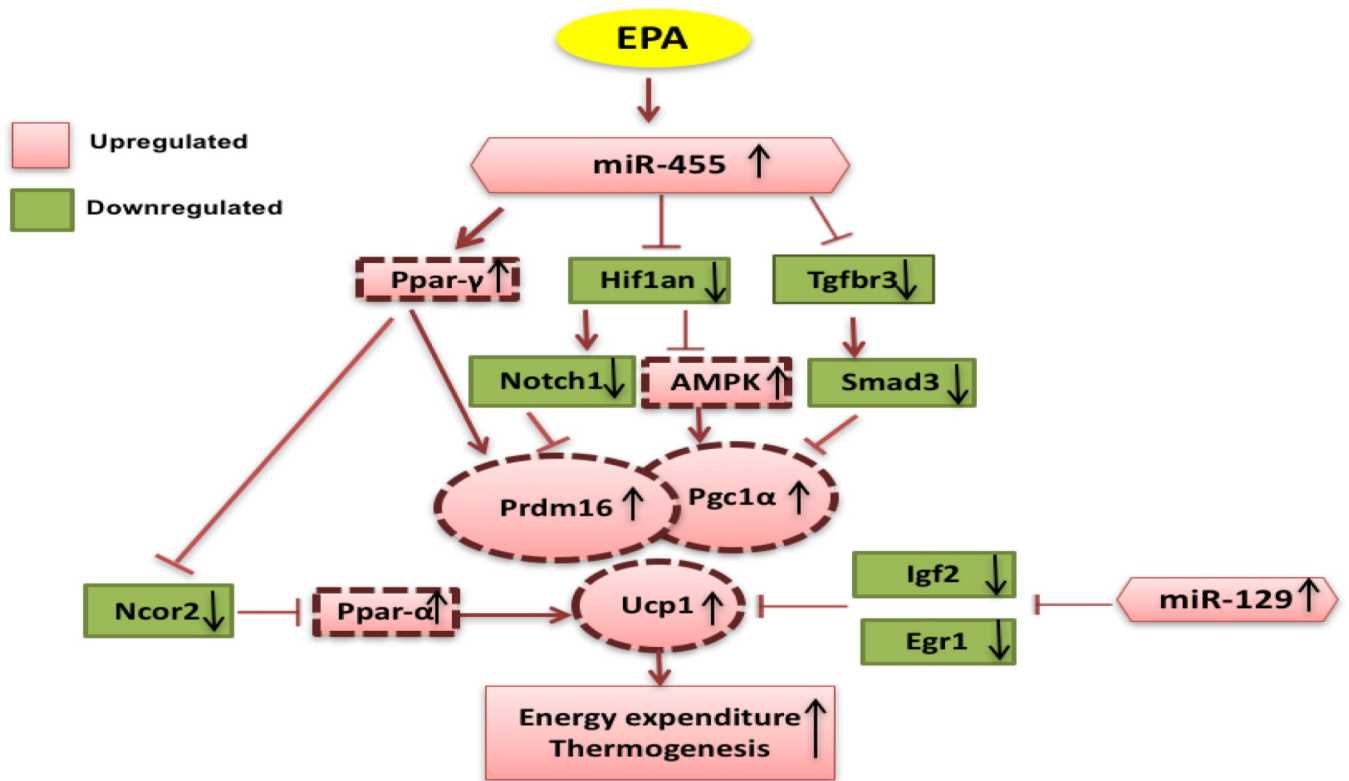 EPA
Upregulated
miR-455 ↑
Downregulated
Ppar-γ ↑
Hif1an ↓
Tgfbr3 ↓
Notch1 ↓
AMPK ↑
Smad3 ↓
Prdm16 ↑
Pgc1α ↑
Ncor2 ↓
Ppar-α ↑
Ucp1 ↑
Igf2 ↓
Egr1 ↓
miR-129 ↑
Energy expenditure ↑
Thermogenesis